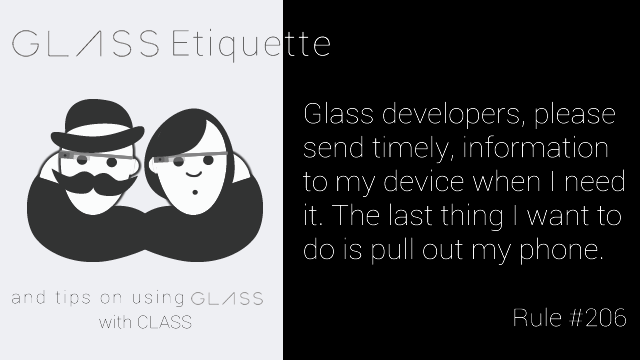 GLASS Etiquette
Glass developers, please
send timely, information
to my device when I need
it. The last thing I want to
do is pull out my phone.
and tips on using GLASS
with CLASS
Rule #206